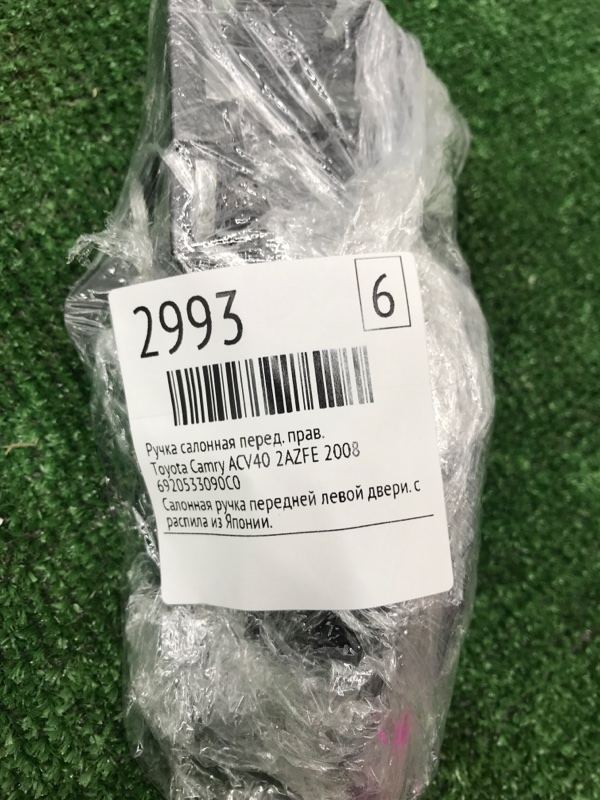 2993
6
Ручка салонная перед. прав.
Toyota Camry ACV40 2AZFE 2008
6920533090C0
Салонная ручка передней левой двери. с
распила из Японии.